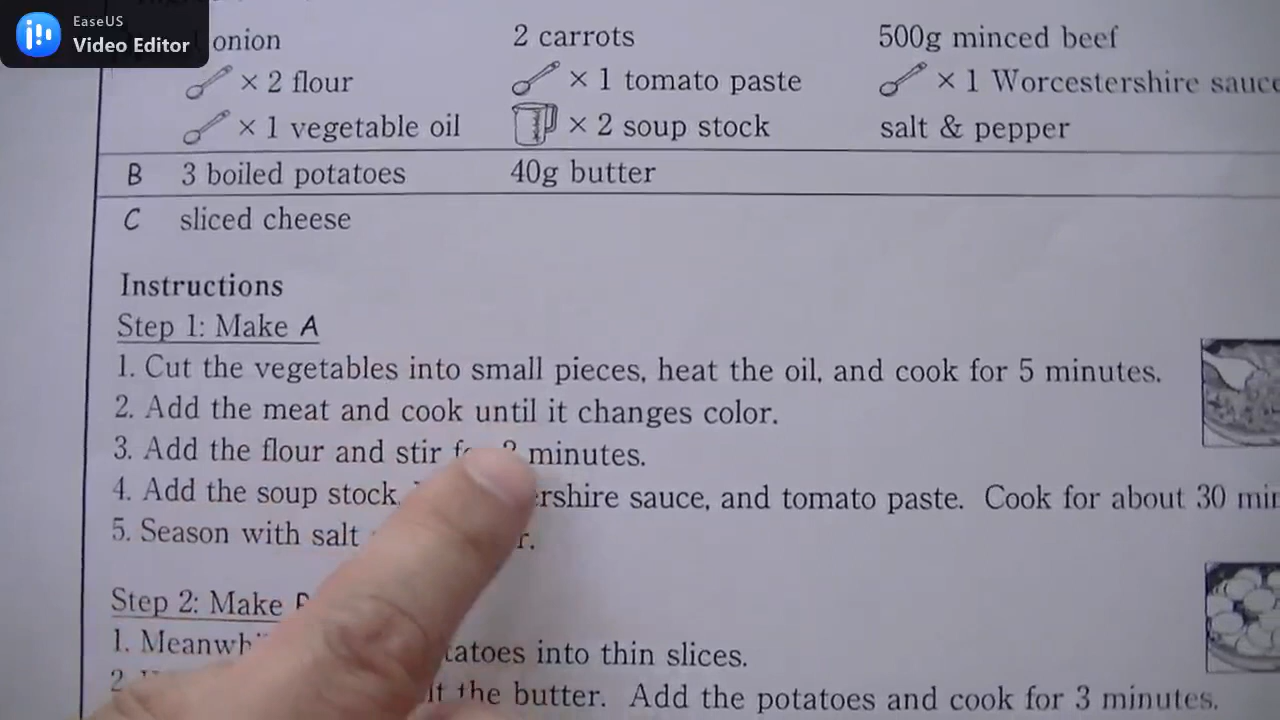 EaseUS
Video Editor
onion 2 carrots 500g minced beef
× 2 flour × 1 tomato paste × 1 Worcestershire sauce
× 1 vegetable oil × 2 soup stock salt & pepper
B 3 boiled potatoes 40g butter
C sliced cheese
Instructions
Step 1: Make A
1. Cut the vegetables into small pieces, heat the oil, and cook for 5 minutes.
2. Add the meat and cook until it changes color.
3. Add the flour and stir minutes.
4. Add the soup stock, sauce, and tomato paste. Cook for about 30
5. Season with salt
Step 2: Make
1. into thin slices.
2. the butter. Add the potatoes and cook for 3 minutes.